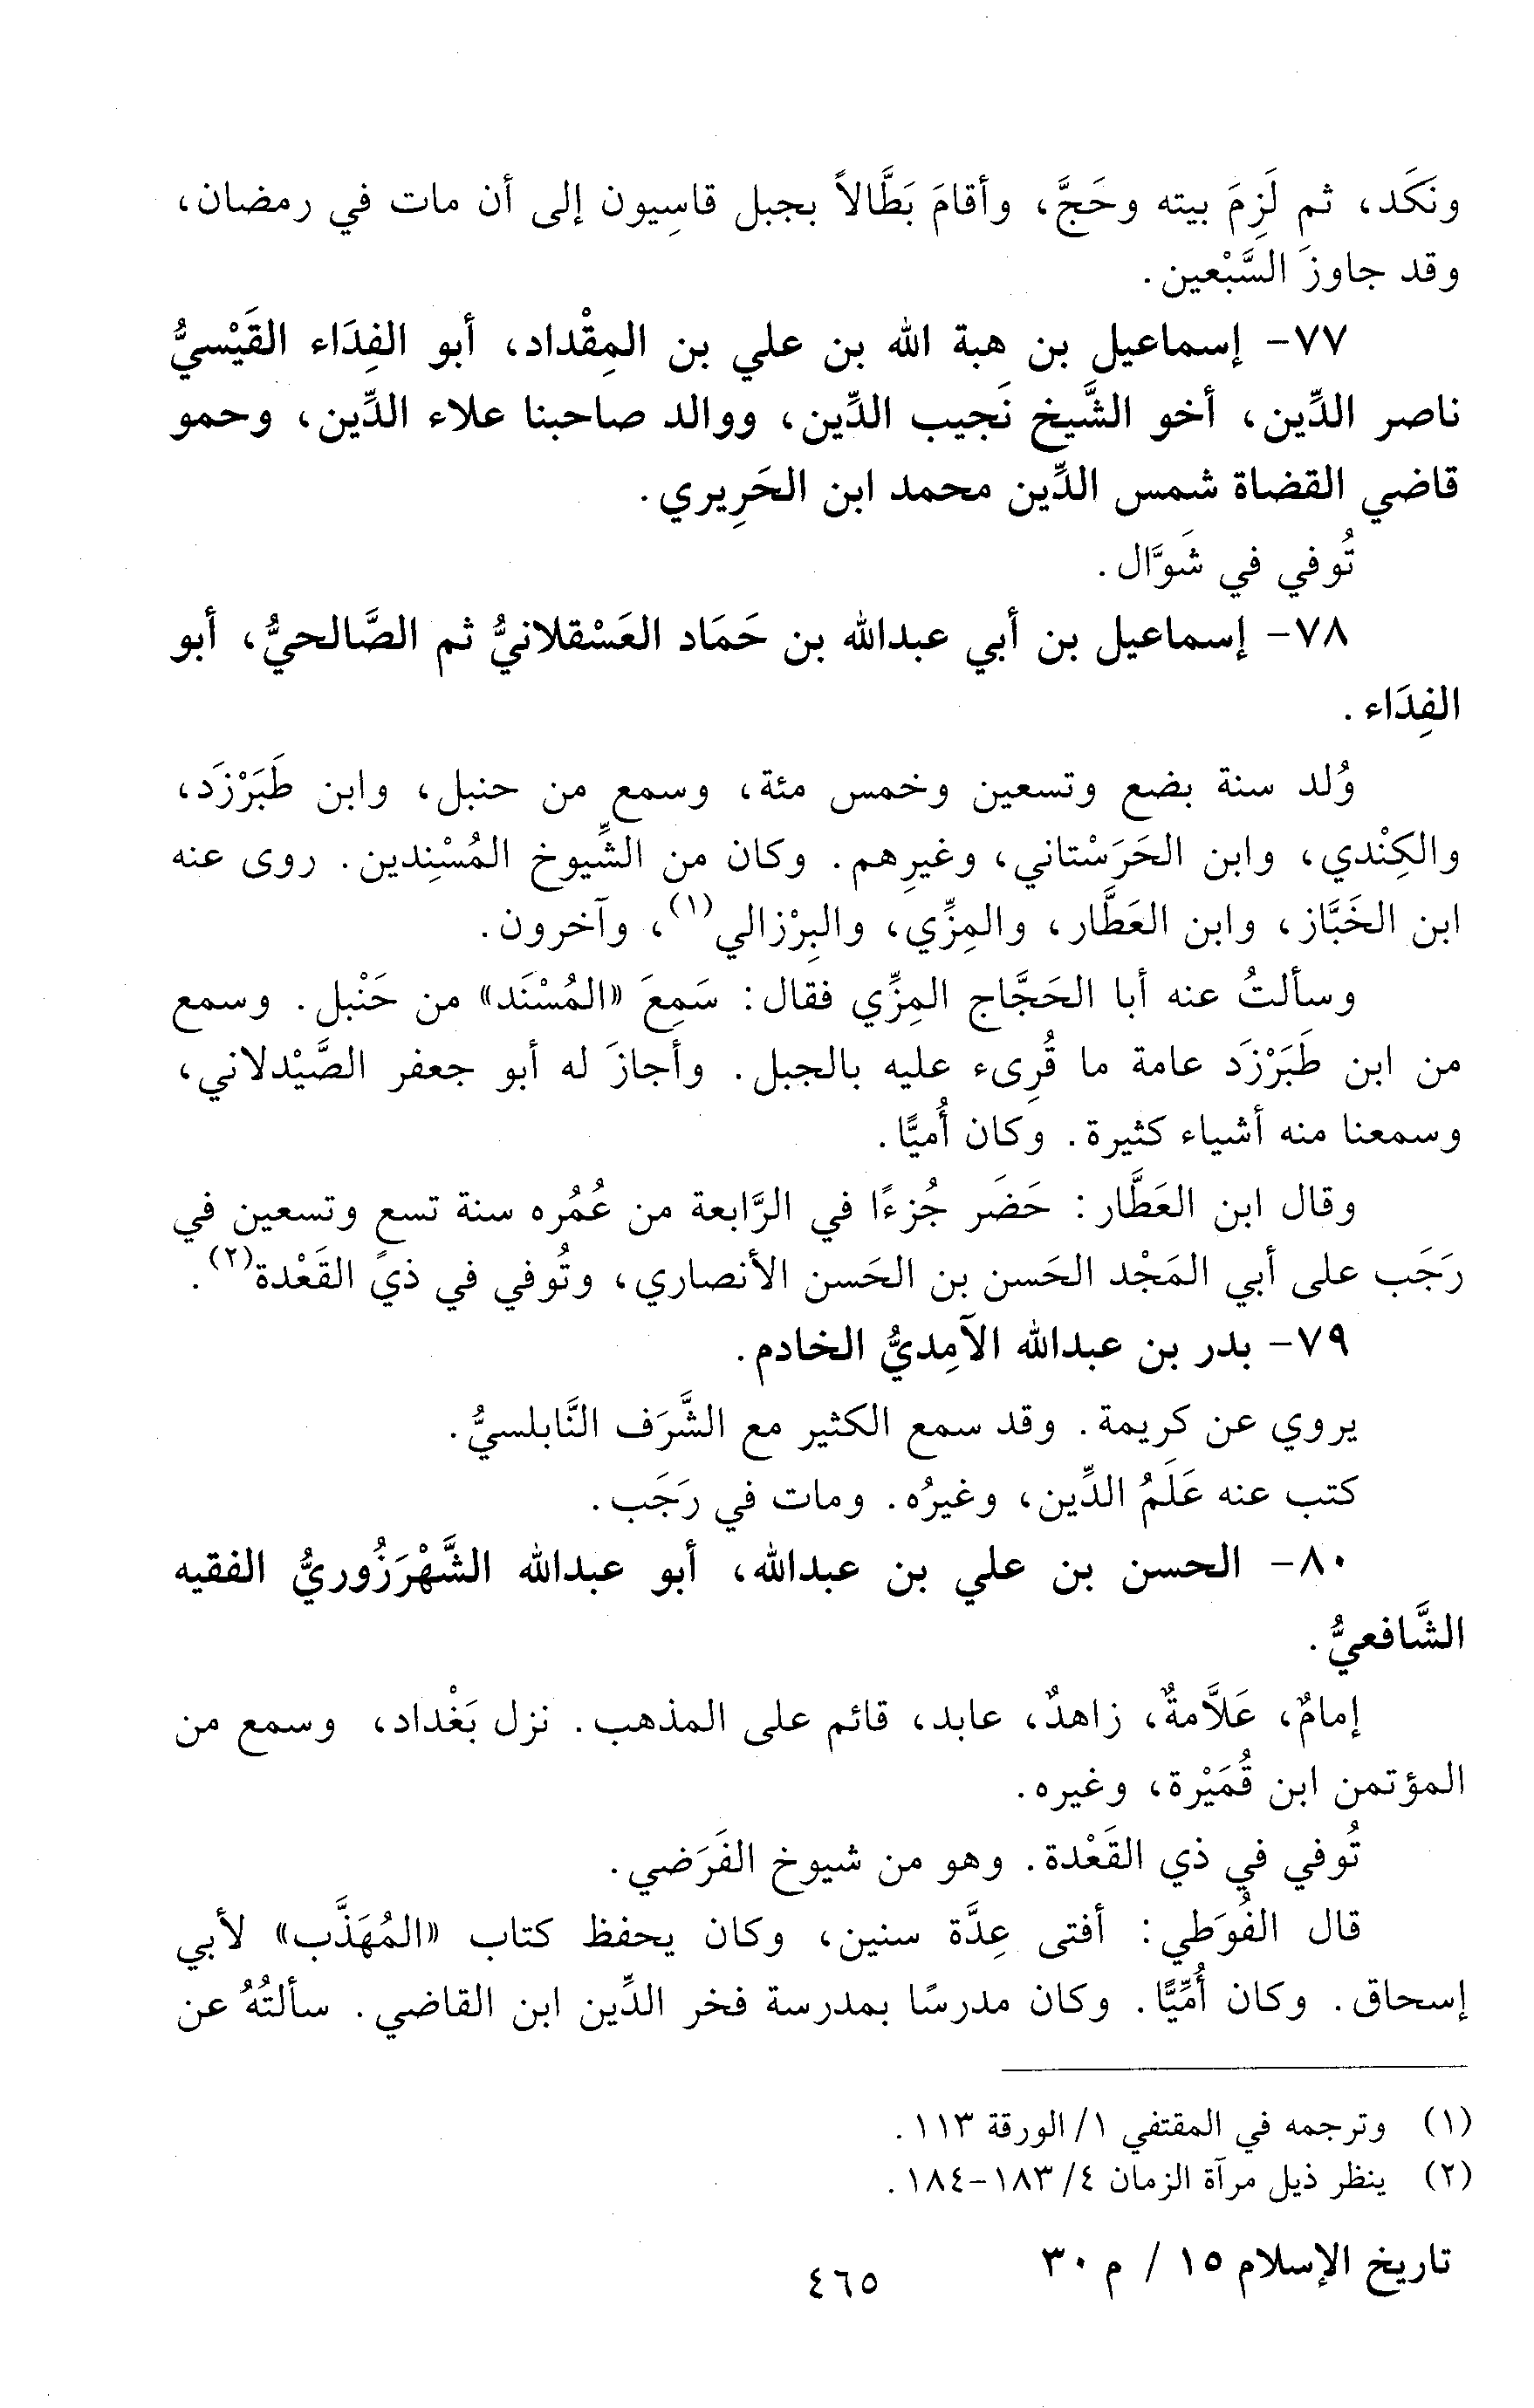 ونَكَد، ثم لَزِمَ بيته وحَجَّ، وأقامَ بَطَّالاً بجبل قاسِيون إلى أن مات في رمضان،
وقد جاوزَ السَّبْعين.
٧٧- إسماعيل بن هبة الله بن علي بن المِقْداد، أبو الفِدَاء القَيْسيُّ
ناصر الدِّين، أخو الشَّيخ نَجيب الدِّين، ووالد صاحبنا علاء الدِّين، وحمو
قاضي القضاة شمس الدِّين محمد ابن الحَرِيري.
تُوفي في شَوَّال.
٧٨- إسماعيل بن أبي عبدالله بن حَمَاد العَسْقلانيُّ ثم الصَّالحيُّ، أبو
الفِدَاء.
وُلد سنة بضع وتسعين وخمس مئة، وسمع من حنبل، وابن طَبَرْزَد،
والكِنْدي، وابن الحَرَسْتاني، وغيرِهم. وكان من الشِّيوخ المُسْنِدين. روى عنه
ابن الخَبَّاز، وابن العَطَّار، والمِزِّي، والبِرْزالي(١)، وآخرون.
وسألتُ عنه أبا الحَجَّاج المِزِّي فقال: سَمِعَ «المُسْنَد» من حَنْبل. وسمع
من ابن طَبَرْزَد عامة ما قُرِىء عليه بالجبل. وأجازَ له أبو جعفر الصَّيْدلاني،
وسمعنا منه أشياء كثيرة. وكان أُميًّا.
وقال ابن العَطَّار: حَضَر جُزءًا في الرَّابعة من عُمُره سنة تسعٍ وتسعين في
رَجَب على أبي المَجْد الحَسن بن الحَسن الأنصاري، وتُوفي في ذي القَعْدة(٢).
٧٩- بدر بن عبدالله الآمِديُّ الخادم.
يروي عن كريمة. وقد سمع الكثير مع الشَّرَف النَّابلسيُّ.
كتب عنه عَلَمُ الدِّين، وغيرُه. ومات في رَجَب.
٨٠- الحسن بن علي بن عبدالله، أبو عبدالله الشَّهْرَزُوريُّ الفقيه
الشَّافعيُّ.
إمامٌ، عَلاَّمةٌ، زاهدٌ، عابد، قائم على المذهب. نزل بَغْداد، وسمع من
المؤتمن ابن قُمَيْرة، وغيره.
تُوفي في ذي القَعْدة. وهو من شيوخ الفَرَضي.
قال الفُوَطي: أفتى عِدَّة سنين، وكان يحفظ كتاب «المُهَذَّب» لأبي
إسحاق. وكان أُمِّيًّا. وكان مدرسًا بمدرسة فخر الدِّين ابن القاضي. سألتُهُ عن
(١) وترجمه في المقتفي ١/ الورقة ١١٣.
(٢) ينظر ذيل مرآة الزمان ٤/ ١٨٣-١٨٤.
تاريخ الإسلام ١٥ / م ٣٠
٤٦٥